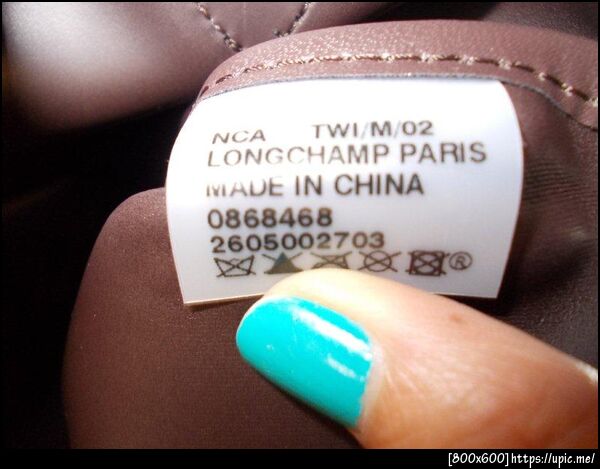 NCA TWI/M/02
LONGCHAMP PARIS
MADE IN CHINA
0868468
2605002703
®
[800x600]https://upic.me/